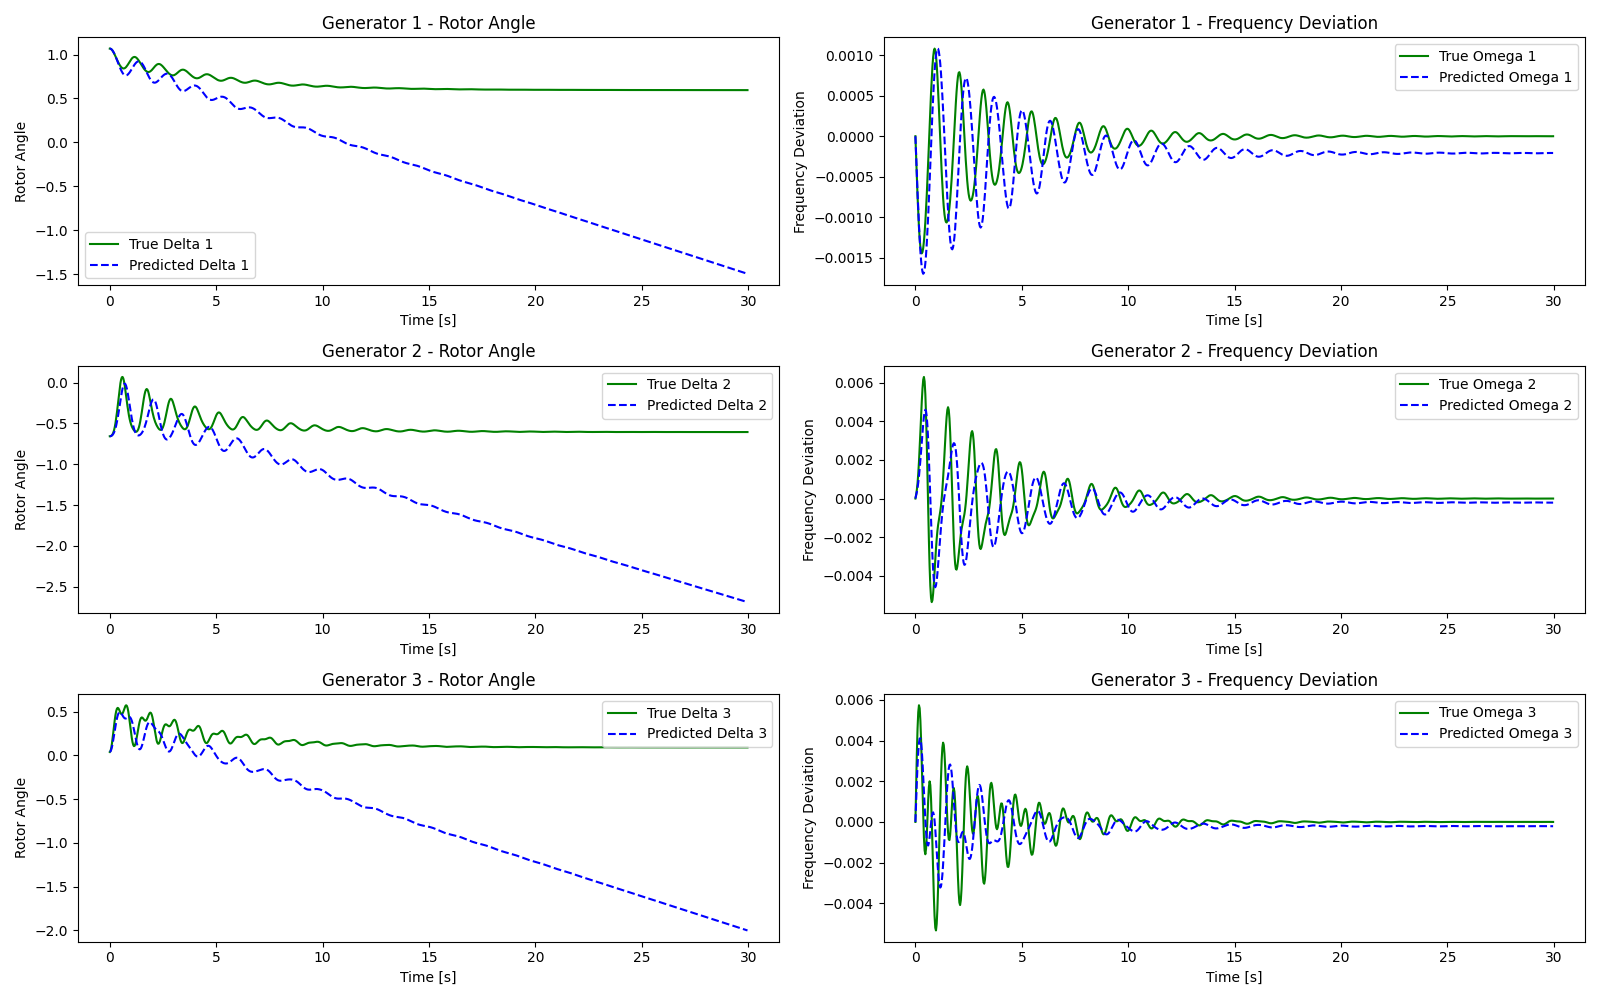 Generator 1 - Rotor Angle
Rotor Angle
1.0
0.5
0.0
−0.5
−1.0
−1.5
True Delta 1
Predicted Delta 1
0 5 10 15 20 25 30
Time [s]
Generator 1 - Frequency Deviation
Frequency Deviation
0.0010
0.0005
0.0000
−0.0005
−0.0010
−0.0015
True Omega 1
Predicted Omega 1
0 5 10 15 20 25 30
Time [s]
Generator 2 - Rotor Angle
Rotor Angle
0.0
−0.5
−1.0
−1.5
−2.0
−2.5
True Delta 2
Predicted Delta 2
0 5 10 15 20 25 30
Time [s]
Generator 2 - Frequency Deviation
Frequency Deviation
0.006
0.004
0.002
0.000
−0.002
−0.004
True Omega 2
Predicted Omega 2
0 5 10 15 20 25 30
Time [s]
Generator 3 - Rotor Angle
Rotor Angle
0.5
0.0
−0.5
−1.0
−1.5
−2.0
True Delta 3
Predicted Delta 3
0 5 10 15 20 25 30
Time [s]
Generator 3 - Frequency Deviation
Frequency Deviation
0.006
0.004
0.002
0.000
−0.002
−0.004
True Omega 3
Predicted Omega 3
0 5 10 15 20 25 30
Time [s]